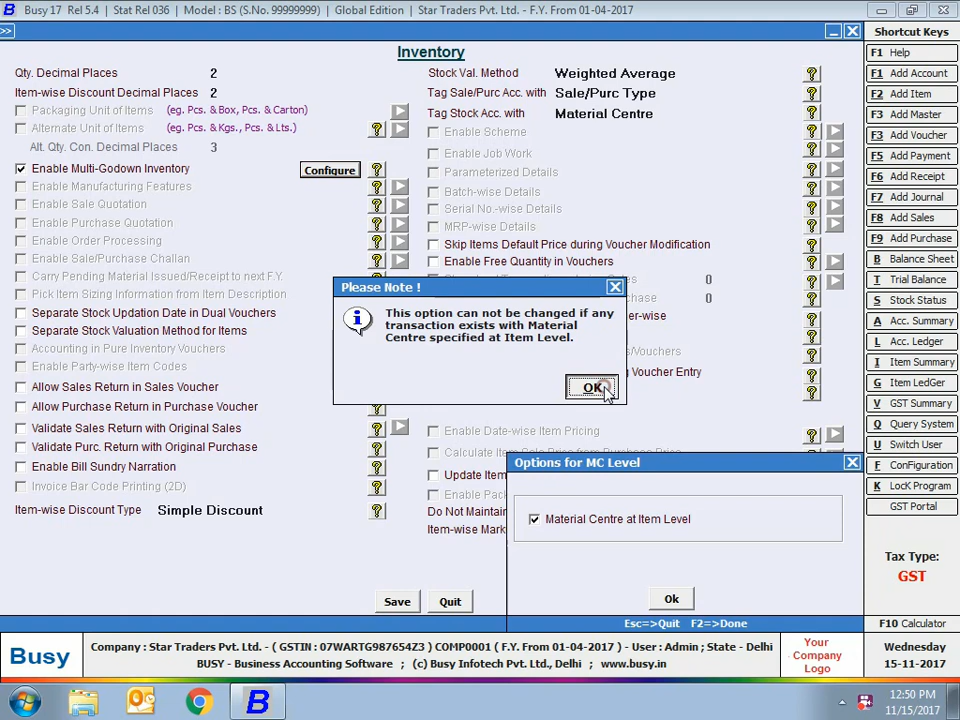 Busy 17 Rel 5.4 | Stat Rel 036 | Model : BS (S.No. 99999999) | Global Edition | Star Traders Pvt. Ltd. - F.Y. From 01-04-2017
>>
Inventory
Qty. Decimal Places 2
Item-wise Discount Decimal Places 2
Packaging Unit of Items (eg. Pcs. & Box, Pcs. & Carton)
Alternate Unit of Items (eg. Pcs. & Kgs., Pcs. & Lts.) ?
Alt. Qty. Con. Decimal Places 3
Enable Multi-Godown Inventory Configure ?
Enable Manufacturing Features ?
Enable Sale Quotation ?
Enable Purchase Quotation ?
Enable Order Processing ?
Enable Sale/Purchase Challan ?
Carry Pending Material Issued/Receipt to next F.Y.
Pick Item Sizing Information from Item Description
Separate Stock Updation Date in Dual Vouchers
Separate Stock Valuation Method for Items
Accounting in Pure Inventory Vouchers
Enable Party-wise Item Codes
Allow Sales Return in Sales Voucher
Allow Purchase Return in Purchase Voucher
Validate Sales Return with Original Sales ?
Validate Purc. Return with Original Purchase ?
Enable Bill Sundry Narration ?
Invoice Bar Code Printing (2D) ?
Item-wise Discount Type Simple Discount ?
Stock Val. Method Weighted Average ?
Tag Sale/Purc Acc. with Sale/Purc Type ?
Tag Stock Acc. with Material Centre ?
Enable Scheme ?
Enable Job Work ?
Parameterized Details ?
Batch-wise Details ?
Serial No.-wise Details ?
MRP-wise Details ?
Skip Items Default Price during Voucher Modification ?
Enable Free Quantity in Vouchers ?
0 ?
0 ?
er-wise ?
/Vouchers ?
Voucher Entry ?
?
Enable Date-wise Item Pricing ?
Calculate Item
Update Item
Enable Pack
Do Not Maintain
Item-wise Mark
Save Quit
Please Note !
This option can not be changed if any
transaction exists with Material
Centre specified at Item Level.
OK
Options for MC Level
Material Centre at Item Level
Ok
Esc=>Quit F2=>Done
Shortcut Keys
F1 Help
F1 Add Account
F2 Add Item
F3 Add Master
F3 Add Voucher
F5 Add Payment
F6 Add Receipt
F7 Add Journal
F8 Add Sales
F9 Add Purchase
B Balance Sheet
T Trial Balance
S Stock Status
A Acc. Summary
L Acc. Ledger
I Item Summary
G Item LedGer
V GST Summary
Q Query System
U Switch User
F ConFiguration
K LocK Program
GST Portal
Tax Type:
GST
F10 Calculator
Busy
Company : Star Traders Pvt. Ltd. - ( GSTIN : 07WARTG987654Z3 ) - COMP0001 ( F.Y. From 01-04-2017 ) - User : Admin ; State - Delhi
BUSY - Business Accounting Software ; (c) Busy Infotech Pvt. Ltd., Delhi ; www.busy.in
Your
Company
Logo
Wednesday
15-11-2017
B
12:50 PM
11/15/2017